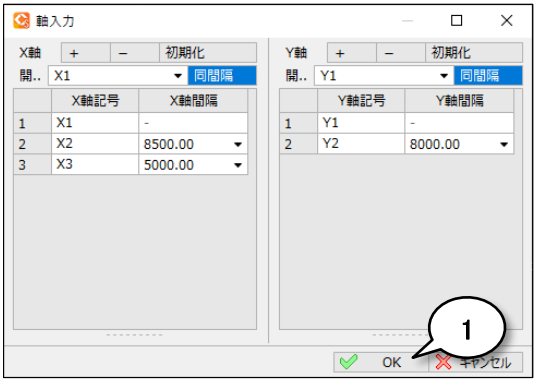 軸入力
X軸 + − 初期化
開.. X1 同間隔
X軸記号 X軸間隔
1 X1 -
2 X2 8500.00
3 X3 5000.00
Y軸 + − 初期化
開.. Y1 同間隔
Y軸記号 Y軸間隔
1 Y1 -
2 Y2 8000.00
1
OK キャンセル